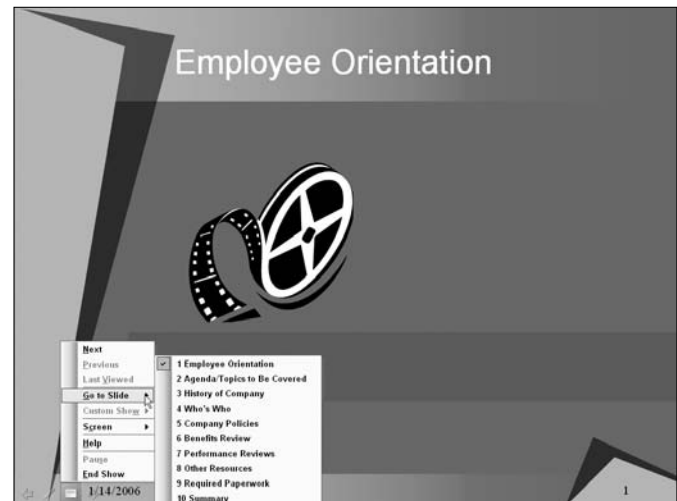 Employee Orientation
Next
Previous
Last Viewed
Go to Slide
Custom Show
Screen
Help
Pause
End Show
1 Employee Orientation
2 Agenda/Topics to Be Covered
3 History of Company
4 Who's Who
5 Company Policies
6 Benefits Review
7 Performance Reviews
8 Other Resources
9 Required Paperwork
10 Summary
1/14/2006
1